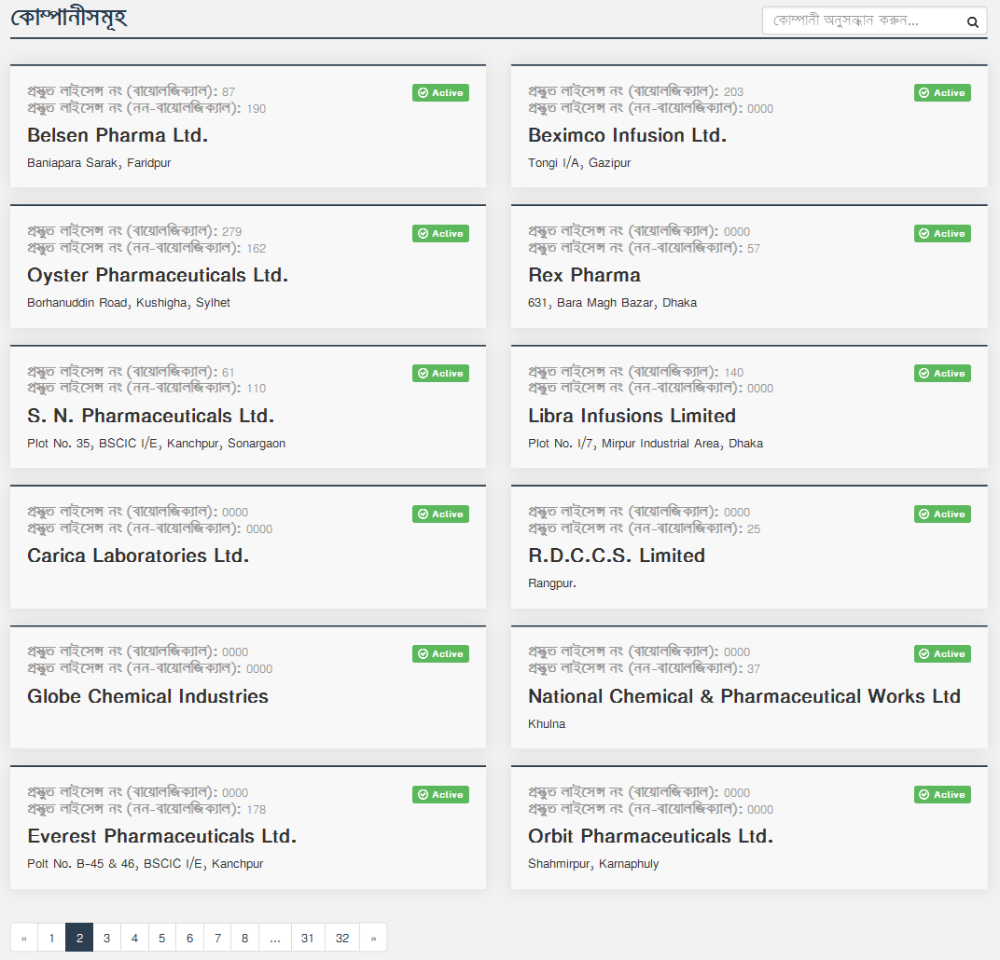 কোম্পানীসমূহ
কোম্পানী অনুসন্ধান করুন...
প্রস্তুত লাইসেন্স নং (বায়োলজিক্যাল): 87
প্রস্তুত লাইসেন্স নং (নন-বায়োলজিক্যাল): 190
Active
Belsen Pharma Ltd.
Baniapara Sarak, Faridpur
প্রস্তুত লাইসেন্স নং (বায়োলজিক্যাল): 203
প্রস্তুত লাইসেন্স নং (নন-বায়োলজিক্যাল): 0000
Active
Beximco Infusion Ltd.
Tongi I/A, Gazipur
প্রস্তুত লাইসেন্স নং (বায়োলজিক্যাল): 279
প্রস্তুত লাইসেন্স নং (নন-বায়োলজিক্যাল): 162
Active
Oyster Pharmaceuticals Ltd.
Borhanuddin Road, Kushigha, Sylhet
প্রস্তুত লাইসেন্স নং (বায়োলজিক্যাল): 0000
প্রস্তুত লাইসেন্স নং (নন-বায়োলজিক্যাল): 57
Active
Rex Pharma
631, Bara Magh Bazar, Dhaka
প্রস্তুত লাইসেন্স নং (বায়োলজিক্যাল): 61
প্রস্তুত লাইসেন্স নং (নন-বায়োলজিক্যাল): 110
Active
S. N. Pharmaceuticals Ltd.
Plot No. 35, BSCIC I/E, Kanchpur, Sonargaon
প্রস্তুত লাইসেন্স নং (বায়োলজিক্যাল): 140
প্রস্তুত লাইসেন্স নং (নন-বায়োলজিক্যাল): 0000
Active
Libra Infusions Limited
Plot No. I/7, Mirpur Industrial Area, Dhaka
প্রস্তুত লাইসেন্স নং (বায়োলজিক্যাল): 0000
প্রস্তুত লাইসেন্স নং (নন-বায়োলজিক্যাল): 0000
Active
Carica Laboratories Ltd.
প্রস্তুত লাইসেন্স নং (বায়োলজিক্যাল): 0000
প্রস্তুত লাইসেন্স নং (নন-বায়োলজিক্যাল): 25
Active
R.D.C.C.S. Limited
Rangpur.
প্রস্তুত লাইসেন্স নং (বায়োলজিক্যাল): 0000
প্রস্তুত লাইসেন্স নং (নন-বায়োলজিক্যাল): 0000
Active
Globe Chemical Industries
প্রস্তুত লাইসেন্স নং (বায়োলজিক্যাল): 0000
প্রস্তুত লাইসেন্স নং (নন-বায়োলজিক্যাল): 37
Active
National Chemical & Pharmaceutical Works Ltd
Khulna
প্রস্তুত লাইসেন্স নং (বায়োলজিক্যাল): 0000
প্রস্তুত লাইসেন্স নং (নন-বায়োলজিক্যাল): 178
Active
Everest Pharmaceuticals Ltd.
Polt No. B-45 & 46, BSCIC I/E, Kanchpur
প্রস্তুত লাইসেন্স নং (বায়োলজিক্যাল): 0000
প্রস্তুত লাইসেন্স নং (নন-বায়োলজিক্যাল): 0000
Active
Orbit Pharmaceuticals Ltd.
Shahmirpur, Karnaphuly
« 1 2 3 4 5 6 7 8 ... 31 32 »